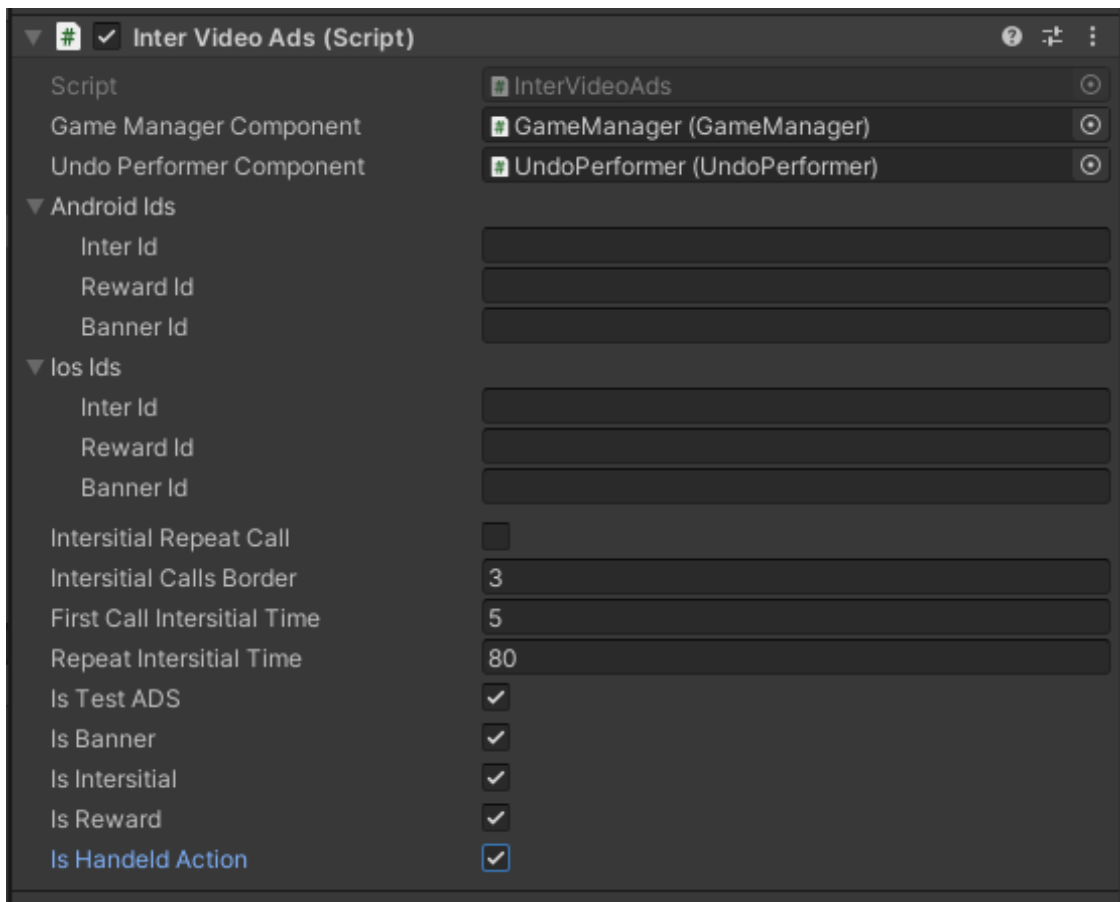 # Inter Video Ads (Script)
Script # InterVideoAds
Game Manager Component # GameManager (GameManager)
Undo Performer Component # UndoPerformer (UndoPerformer)
Android Ids
Inter Id
Reward Id
Banner Id
Ios Ids
Inter Id
Reward Id
Banner Id
Intersitial Repeat Call
Intersitial Calls Border 3
First Call Intersitial Time 5
Repeat Intersitial Time 80
Is Test ADS
Is Banner
Is Intersitial
Is Reward
Is Handeld Action